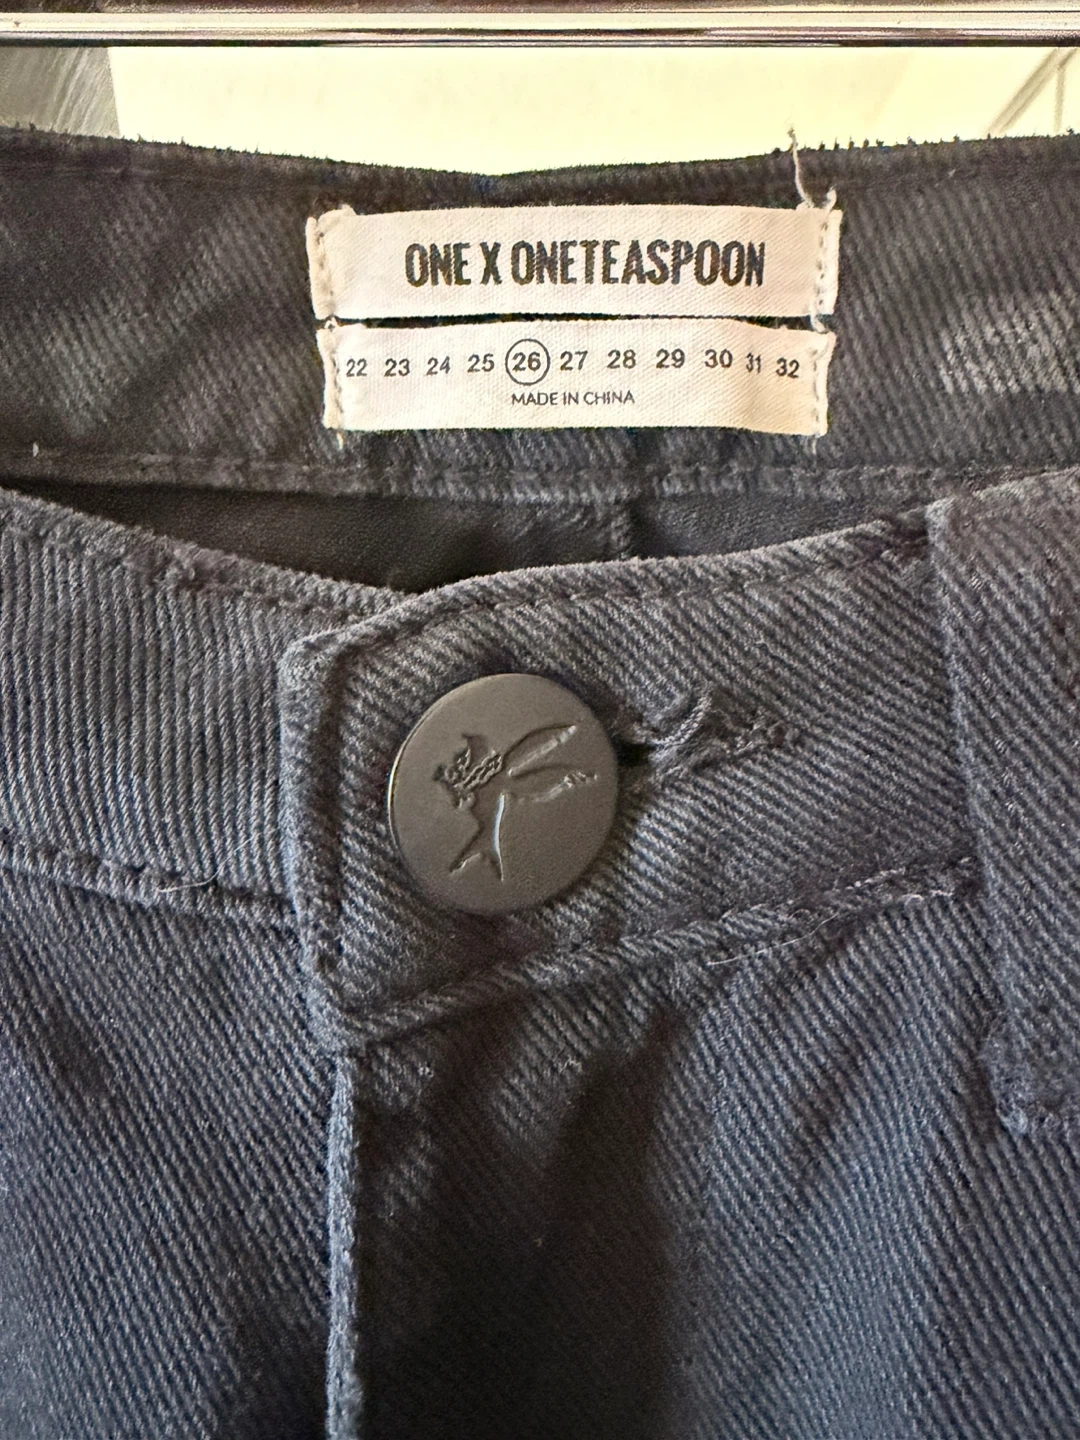 ONE X ONETEASPOON
22 23 24 25 26 27 28 29 30 31 32
MADE IN CHINA